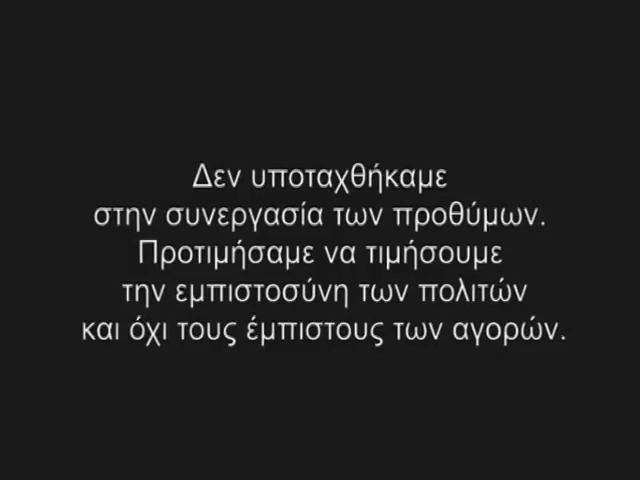 Δεν υποταχθήκαμε
στην συνεργασία των προθύμων.
Προτιμήσαμε να τιμήσουμε
την εμπιστοσύνη των πολιτών
και όχι τους έμπιστους των αγορών.